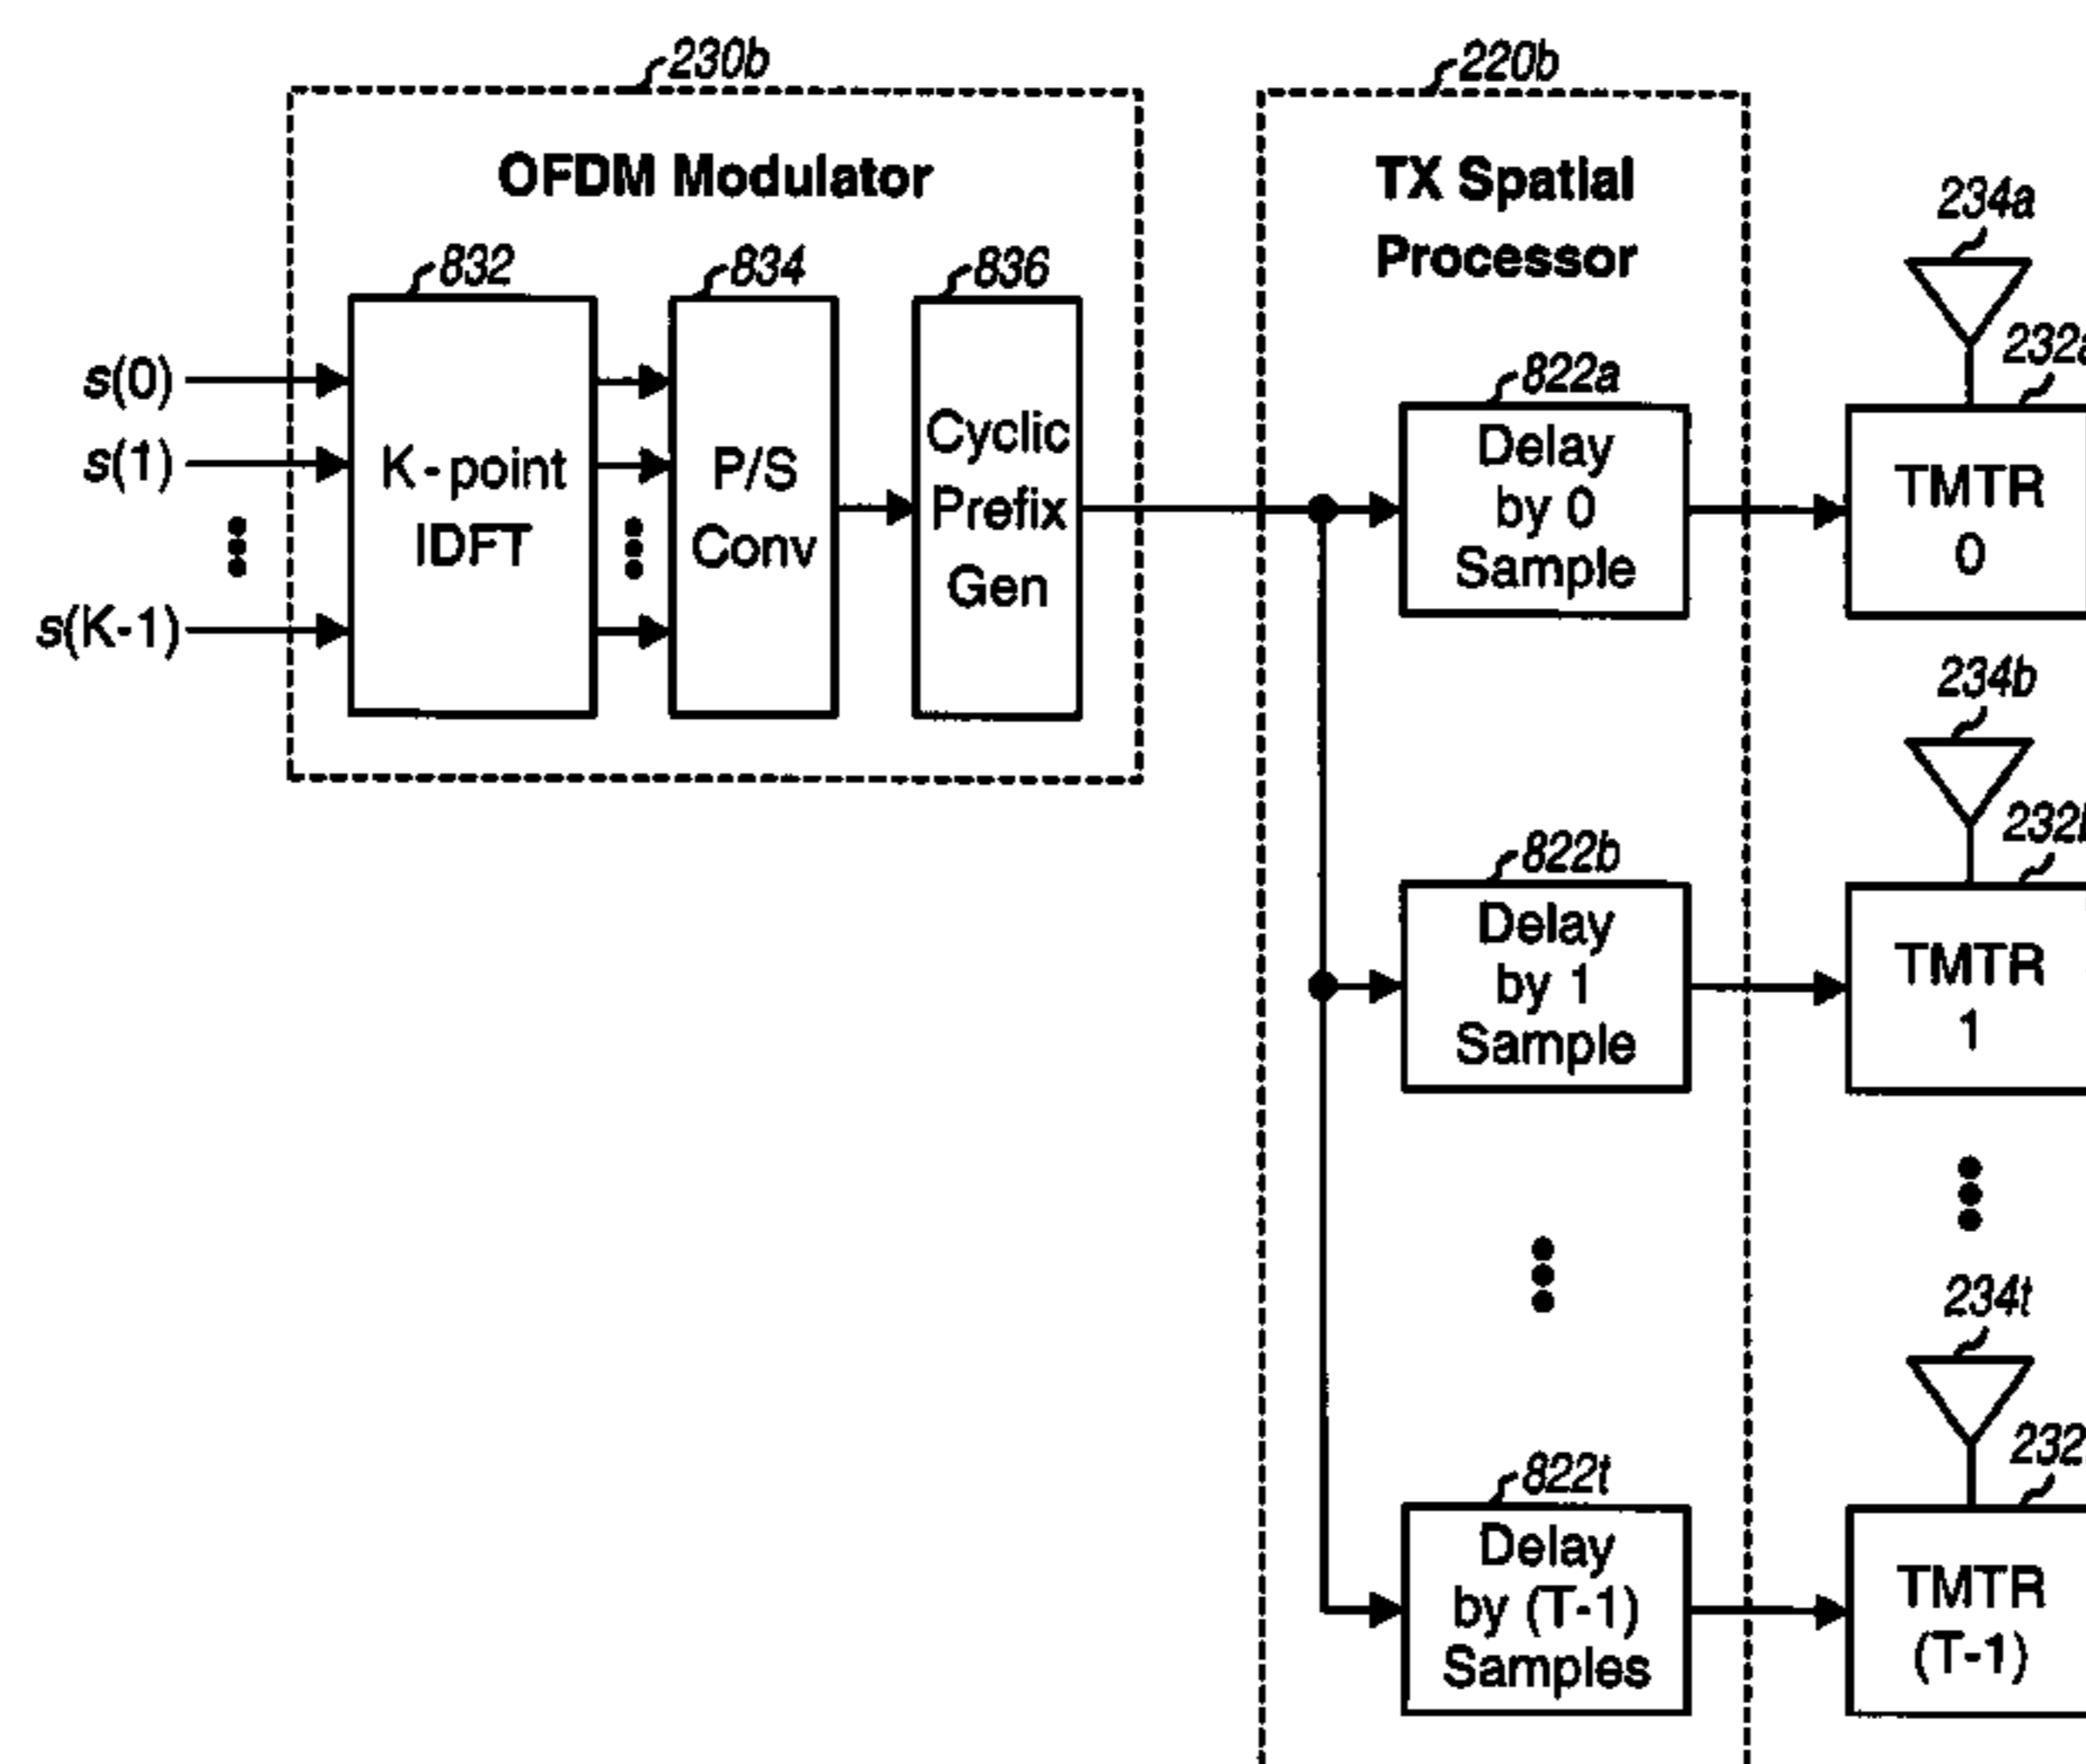 230b
220b
OFDM Modulator
TX Spatial
Processor
832
834
836
s(0)
s(1)
s(K-1)
K-point
IDFT
P/S
Conv
Cyclic
Prefix
Gen
822a
Delay
by 0
Sample
234a
232a
TMTR
0
822b
Delay
by 1
Sample
234b
TMTR
1
822t
Delay
by (T-1)
Samples
234t
232
TMTR
(T-1)